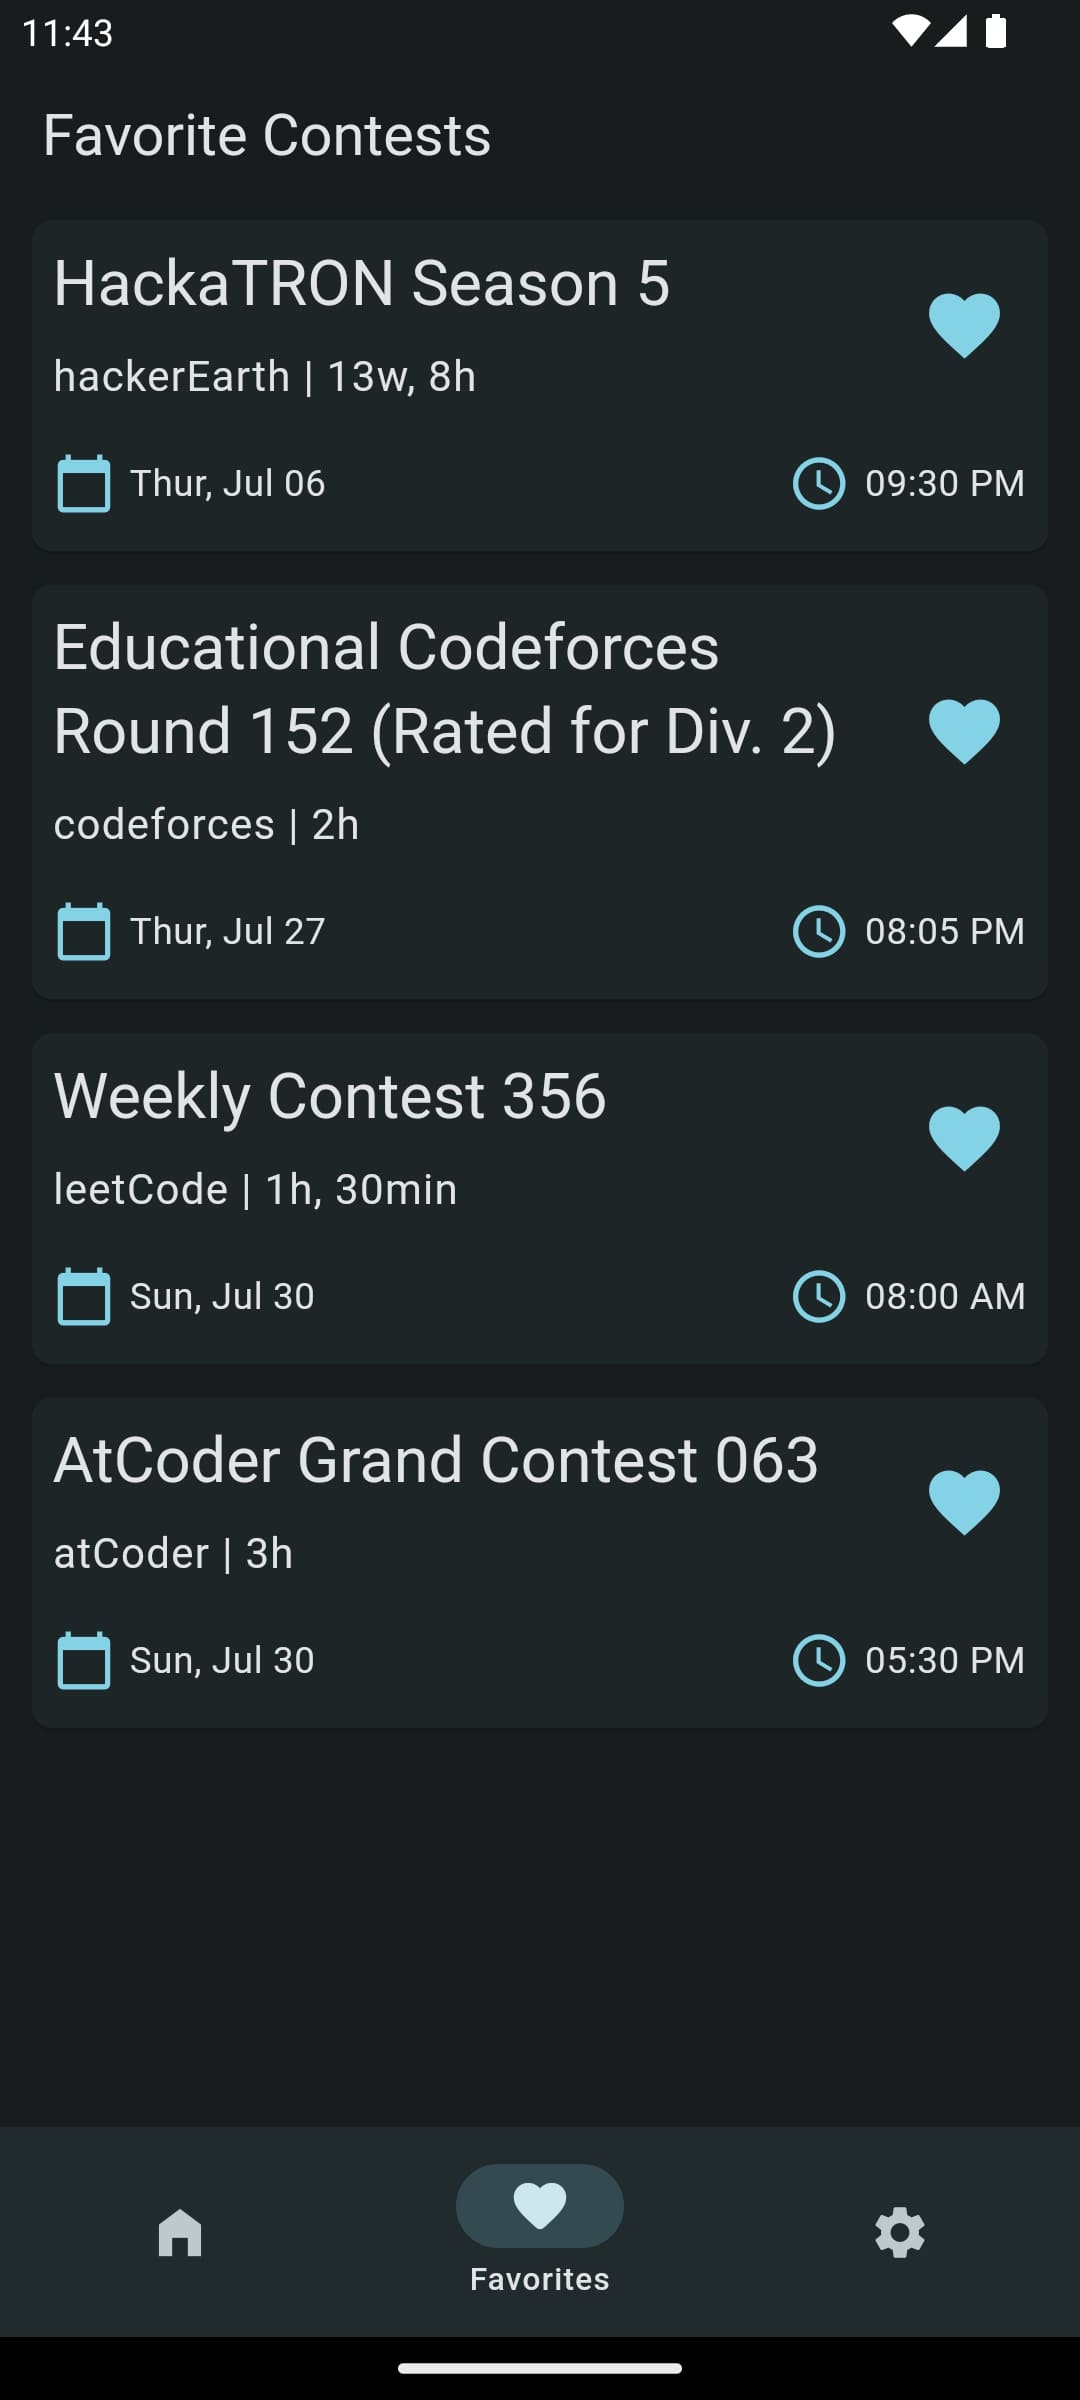 11:43
Favorite Contests
HackaTRON Season 5
hackerEarth | 13w, 8h
Thur, Jul 06
09:30 PM
Educational Codeforces
Round 152 (Rated for Div. 2)
codeforces | 2h
Thur, Jul 27
08:05 PM
Weekly Contest 356
leetCode | 1h, 30min
Sun, Jul 30
08:00 AM
AtCoder Grand Contest 063
atCoder | 3h
Sun, Jul 30
05:30 PM
Favorites